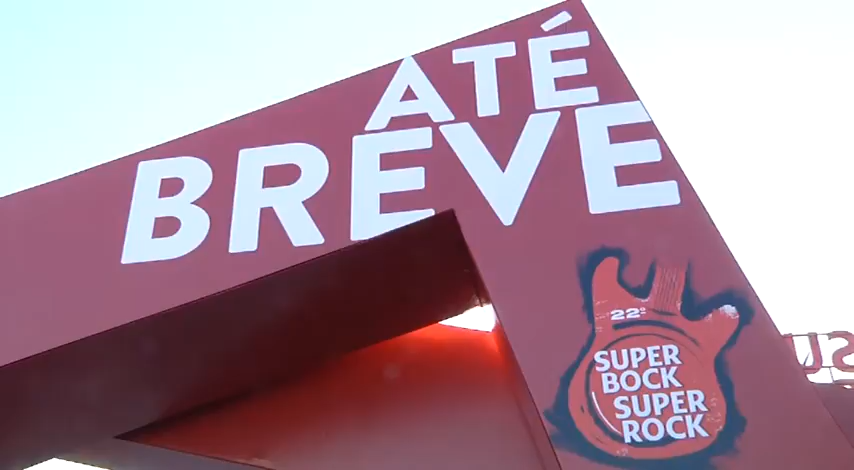 ATÉ
BREVE
22º
SUPER
BOCK
SUPER
ROCK